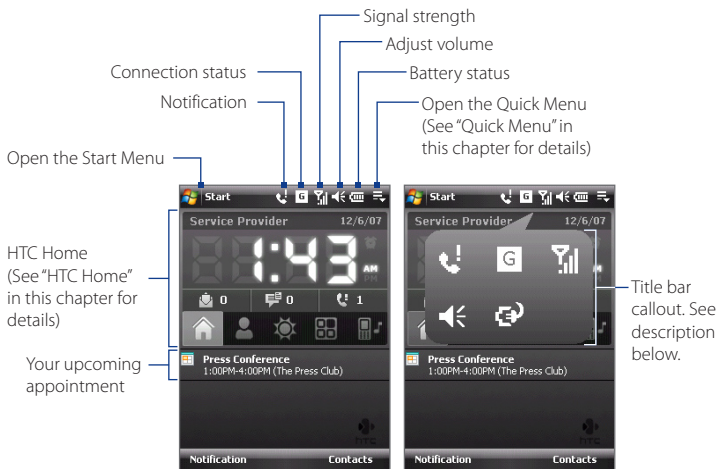 Signal strength
Adjust volume
Connection status
Battery status
Notification
Open the Quick Menu
(See “Quick Menu” in
this chapter for details)
Open the Start Menu
Start
G
Service Provider 12/6/07
1:43
AM
PM
0 0 1
Press Conference
1:00PM-4:00PM (The Press Club)
hTC
Notification Contacts
HTC Home
(See “HTC Home”
in this chapter for
details)
Your upcoming
appointment
Start
G
Service Provider 12/6/07
G
Press Conference
1:00PM-4:00PM (The Press Club)
hTC
Notification Contacts
Title bar
callout. See
description
below.